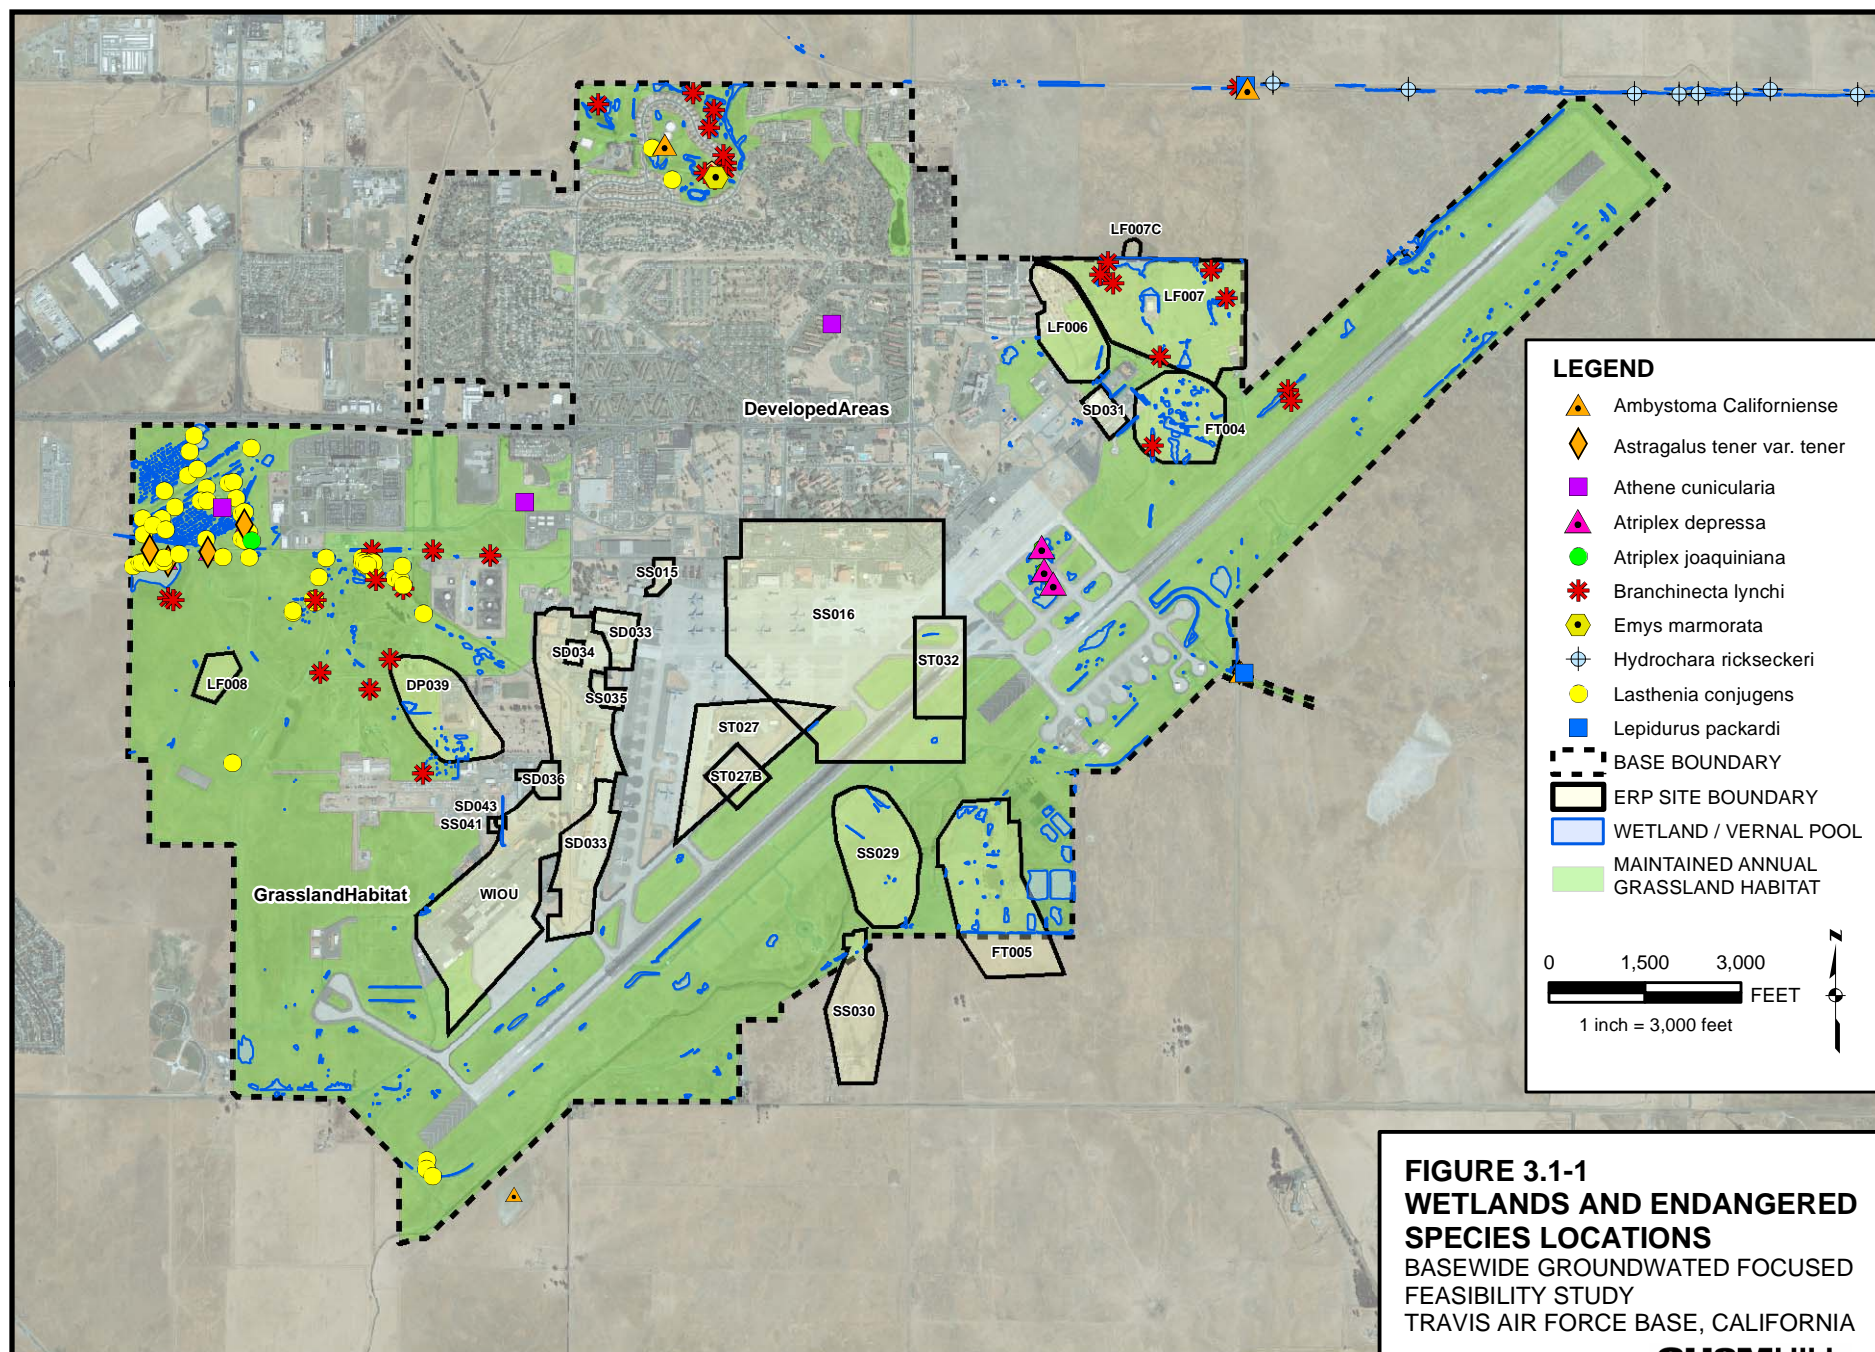 LF007C
LF007
LF006
DevelopedAreas
SD031
FT004
SS015
SS016
SD033
SD034
ST032
LF008
DP039
SS035
ST027
ST027B
SD036
SD043
SS041
SD033
SS029
GrasslandHabitat
WIOU
FT005
SS030
LEGEND
Ambystoma Californiense
Astragalus tener var. tener
Athene cunicularia
Atriplex depressa
Atriplex joaquiniana
Branchinecta lynchi
Emys marmorata
Hydrochara rickseckeri
Lasthenia conjugens
Lepidurus packardi
BASE BOUNDARY
ERP SITE BOUNDARY
WETLAND / VERNAL POOL
MAINTAINED ANNUAL
GRASSLAND HABITAT
0 1,500 3,000
FEET
1 inch = 3,000 feet
Z
FIGURE 3.1-1
WETLANDS AND ENDANGERED
SPECIES LOCATIONS
BASEWIDE GROUNDWATED FOCUSED
FEASIBILITY STUDY
TRAVIS AIR FORCE BASE, CALIFORNIA